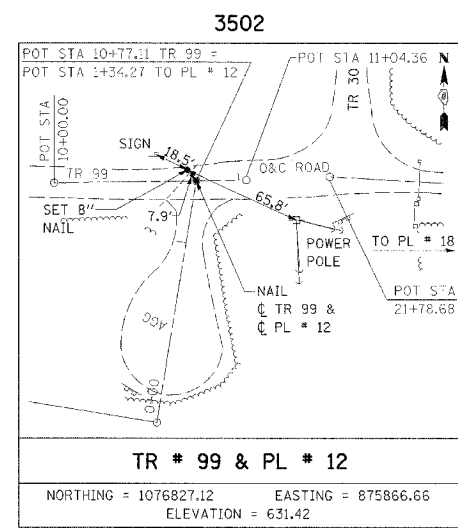 3502
POT STA 10+77.11 TR 99 =
POT STA 1+34.27 TO PL # 12
POT STA 11+04.36
N
TR 30
POT STA
10+00.00
SIGN
18.5'
TR 99
O&C ROAD
65.8'
SET 8"
NAIL
7.9'
POWER
POLE
TO PL # 18
NAIL
℄ TR 99 &
℄ PL # 12
POT STA
21+78.68
AGG
0+00
TR # 99 & PL # 12
NORTHING = 1076827.12 EASTING = 875866.66
ELEVATION = 631.42